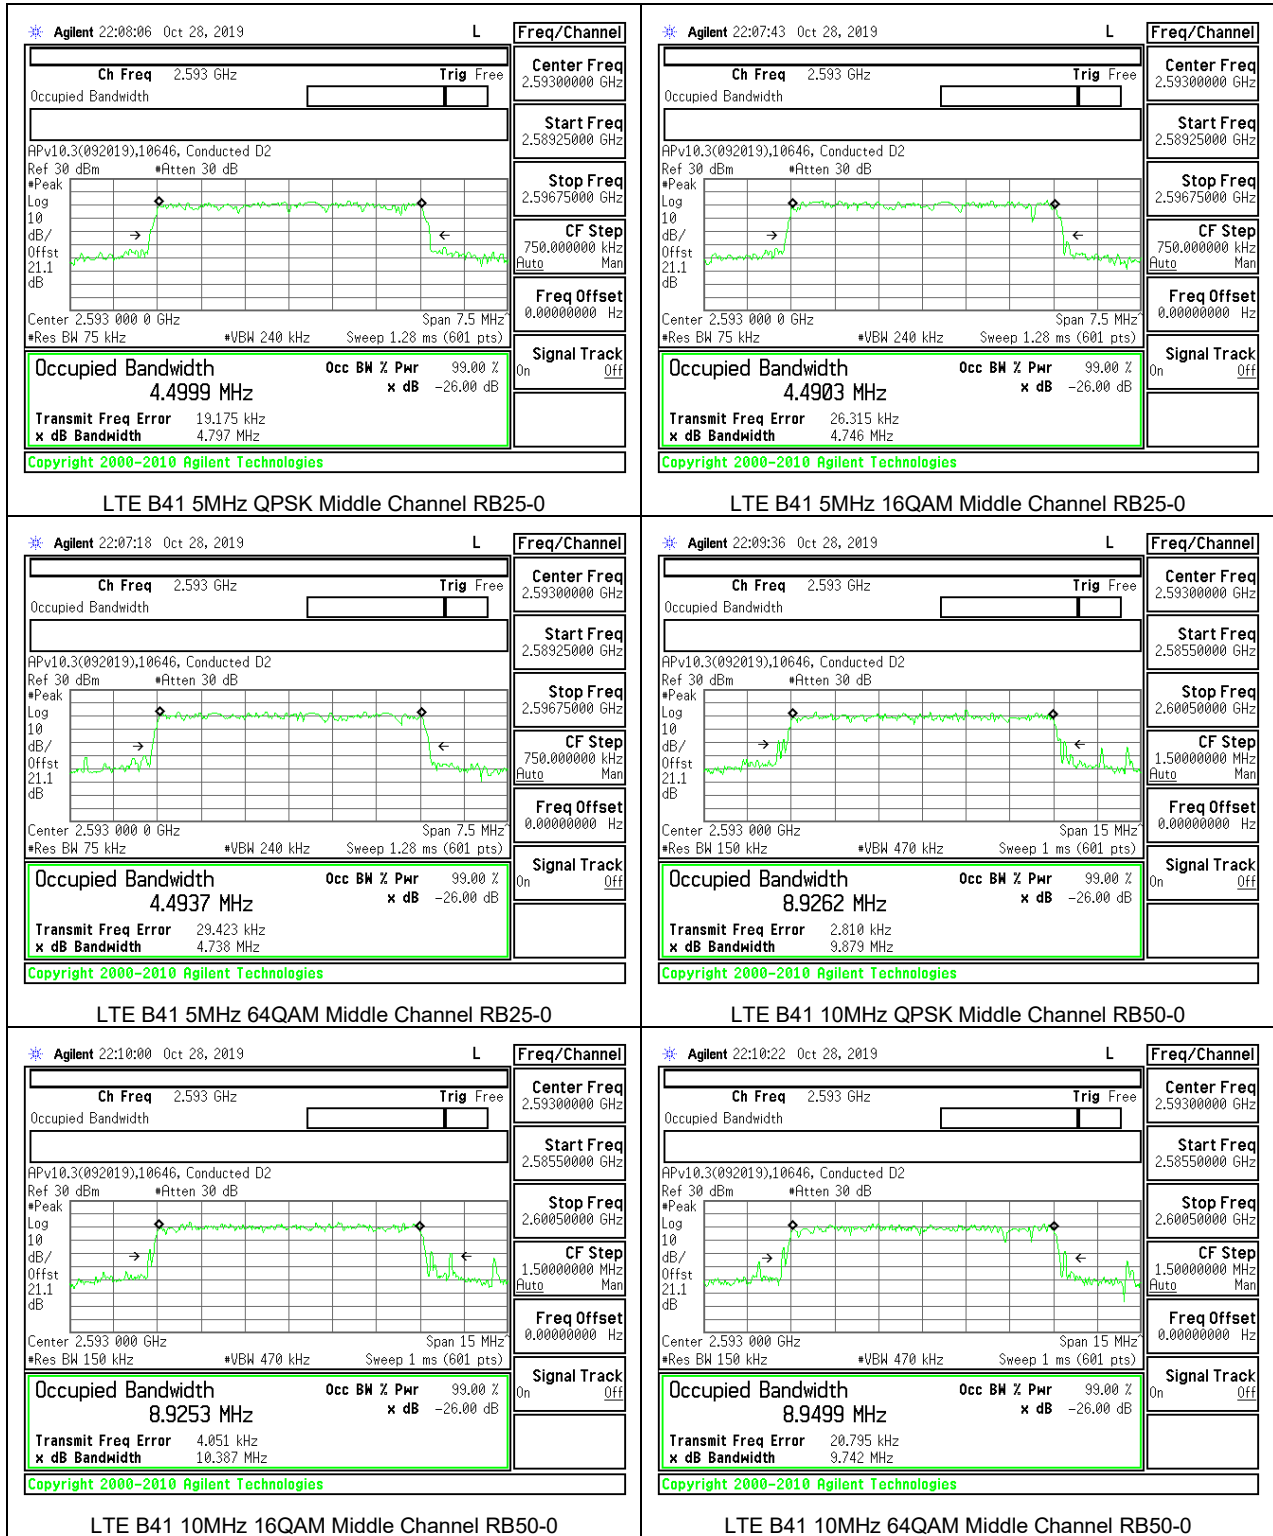 Agilent 22:08:06 Oct 28, 2019 L Freq/Channel
Ch Freq 2.593 GHz Trig Free
Occupied Bandwidth
Center Freq
2.59300000 GHz
Start Freq
2.58925000 GHz
Stop Freq
2.59675000 GHz
CF Step
750.000000 kHz
Auto Man
Freq Offset
0.00000000 Hz
Signal Track
On Off
APv10.3(092019),10646, Conducted D2
Ref 30 dBm #Atten 30 dB
#Peak
Log
10
dB/
Offst
21.1
dB
Center 2.593 000 0 GHz Span 7.5 MHz^
#Res BW 75 kHz #VBW 240 kHz Sweep 1.28 ms (601 pts)
Occupied Bandwidth Occ BW % Pwr 99.00 %
4.4999 MHz x dB -26.00 dB
Transmit Freq Error 19.175 kHz
x dB Bandwidth 4.797 MHz
Copyright 2000-2010 Agilent Technologies
LTE B41 5MHz QPSK Middle Channel RB25-0
Agilent 22:07:43 Oct 28, 2019 L Freq/Channel
Ch Freq 2.593 GHz Trig Free
Occupied Bandwidth
Center Freq
2.59300000 GHz
Start Freq
2.58925000 GHz
Stop Freq
2.59675000 GHz
CF Step
750.000000 kHz
Auto Man
Freq Offset
0.00000000 Hz
Signal Track
On Off
APv10.3(092019),10646, Conducted D2
Ref 30 dBm #Atten 30 dB
#Peak
Log
10
dB/
Offst
21.1
dB
Center 2.593 000 0 GHz Span 7.5 MHz^
#Res BW 75 kHz #VBW 240 kHz Sweep 1.28 ms (601 pts)
Occupied Bandwidth Occ BW % Pwr 99.00 %
4.4903 MHz x dB -26.00 dB
Transmit Freq Error 26.315 kHz
x dB Bandwidth 4.746 MHz
Copyright 2000-2010 Agilent Technologies
LTE B41 5MHz 16QAM Middle Channel RB25-0
Agilent 22:07:18 Oct 28, 2019 L Freq/Channel
Ch Freq 2.593 GHz Trig Free
Occupied Bandwidth
Center Freq
2.59300000 GHz
Start Freq
2.58925000 GHz
Stop Freq
2.59675000 GHz
CF Step
750.000000 kHz
Auto Man
Freq Offset
0.00000000 Hz
Signal Track
On Off
APv10.3(092019),10646, Conducted D2
Ref 30 dBm #Atten 30 dB
#Peak
Log
10
dB/
Offst
21.1
dB
Center 2.593 000 0 GHz Span 7.5 MHz^
#Res BW 75 kHz #VBW 240 kHz Sweep 1.28 ms (601 pts)
Occupied Bandwidth Occ BW % Pwr 99.00 %
4.4937 MHz x dB -26.00 dB
Transmit Freq Error 29.423 kHz
x dB Bandwidth 4.738 MHz
Copyright 2000-2010 Agilent Technologies
LTE B41 5MHz 64QAM Middle Channel RB25-0
Agilent 22:09:36 Oct 28, 2019 L Freq/Channel
Ch Freq 2.593 GHz Trig Free
Occupied Bandwidth
Center Freq
2.59300000 GHz
Start Freq
2.58550000 GHz
Stop Freq
2.60050000 GHz
CF Step
1.50000000 MHz
Auto Man
Freq Offset
0.00000000 Hz
Signal Track
On Off
APv10.3(092019),10646, Conducted D2
Ref 30 dBm #Atten 30 dB
#Peak
Log
10
dB/
Offst
21.1
dB
Center 2.593 000 GHz Span 15 MHz^
#Res BW 150 kHz #VBW 470 kHz Sweep 1 ms (601 pts)
Occupied Bandwidth Occ BW % Pwr 99.00 %
8.9262 MHz x dB -26.00 dB
Transmit Freq Error 2.810 kHz
x dB Bandwidth 9.879 MHz
Copyright 2000-2010 Agilent Technologies
LTE B41 10MHz QPSK Middle Channel RB50-0
Agilent 22:10:00 Oct 28, 2019 L Freq/Channel
Ch Freq 2.593 GHz Trig Free
Occupied Bandwidth
Center Freq
2.59300000 GHz
Start Freq
2.58550000 GHz
Stop Freq
2.60050000 GHz
CF Step
1.50000000 MHz
Auto Man
Freq Offset
0.00000000 Hz
Signal Track
On Off
APv10.3(092019),10646, Conducted D2
Ref 30 dBm #Atten 30 dB
#Peak
Log
10
dB/
Offst
21.1
dB
Center 2.593 000 GHz Span 15 MHz^
#Res BW 150 kHz #VBW 470 kHz Sweep 1 ms (601 pts)
Occupied Bandwidth Occ BW % Pwr 99.00 %
8.9253 MHz x dB -26.00 dB
Transmit Freq Error 4.051 kHz
x dB Bandwidth 10.387 MHz
Copyright 2000-2010 Agilent Technologies
LTE B41 10MHz 16QAM Middle Channel RB50-0
Agilent 22:10:22 Oct 28, 2019 L Freq/Channel
Ch Freq 2.593 GHz Trig Free
Occupied Bandwidth
Center Freq
2.59300000 GHz
Start Freq
2.58550000 GHz
Stop Freq
2.60050000 GHz
CF Step
1.50000000 MHz
Auto Man
Freq Offset
0.00000000 Hz
Signal Track
On Off
APv10.3(092019),10646, Conducted D2
Ref 30 dBm #Atten 30 dB
#Peak
Log
10
dB/
Offst
21.1
dB
Center 2.593 000 GHz Span 15 MHz^
#Res BW 150 kHz #VBW 470 kHz Sweep 1 ms (601 pts)
Occupied Bandwidth Occ BW % Pwr 99.00 %
8.9499 MHz x dB -26.00 dB
Transmit Freq Error 20.795 kHz
x dB Bandwidth 9.742 MHz
Copyright 2000-2010 Agilent Technologies
LTE B41 10MHz 64QAM Middle Channel RB50-0